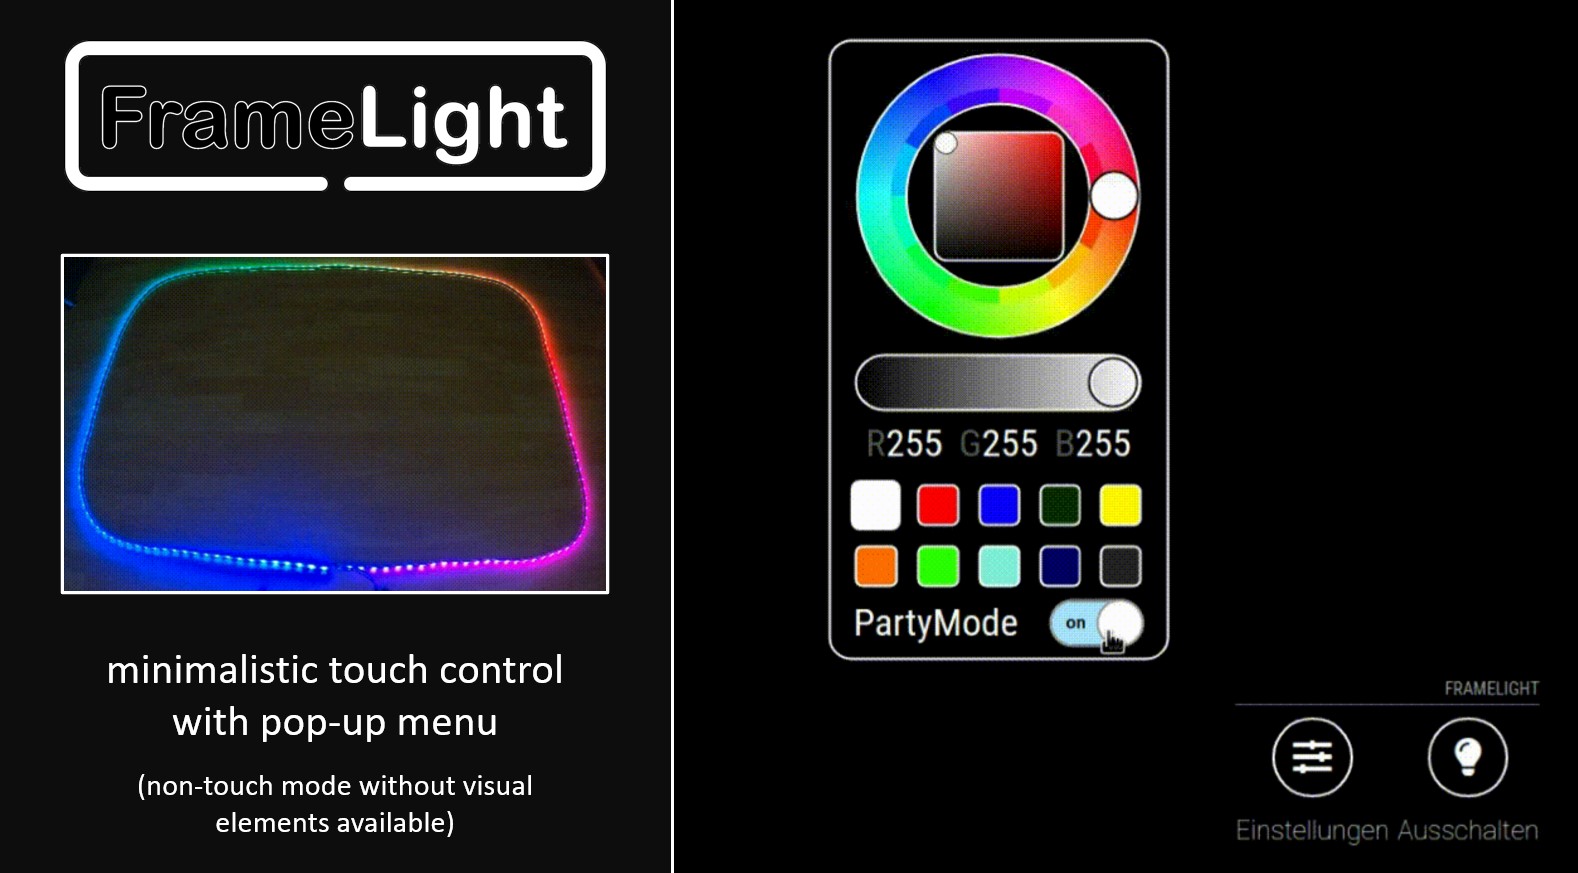 FrameLight
minimalistic touch control
with pop-up menu
(non-touch mode without visual
elements available)
R255 G255 B255
PartyMode on
FRAMELIGHT
Einstellungen Ausschalten